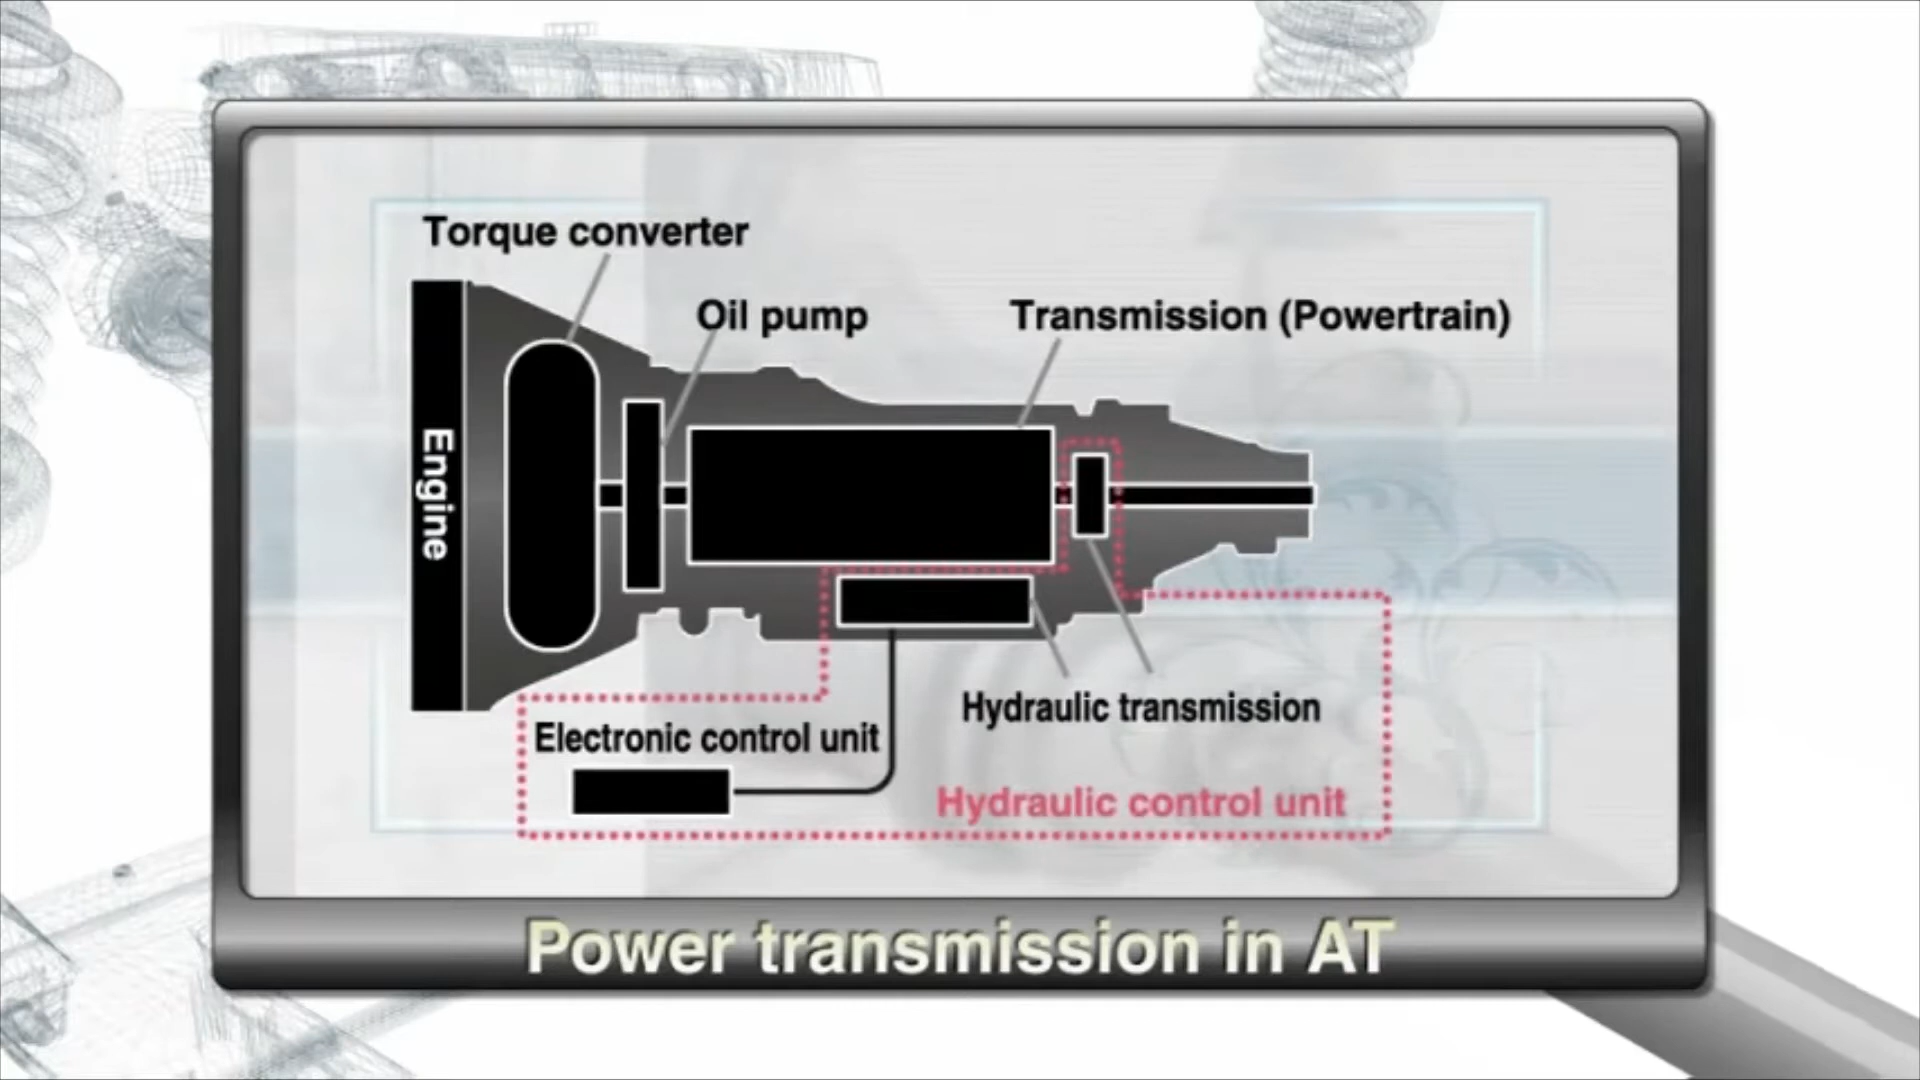 Torque converter
Oil pump
Transmission (Powertrain)
Engine
Hydraulic transmission
Electronic control unit
Hydraulic control unit
Power transmission in AT